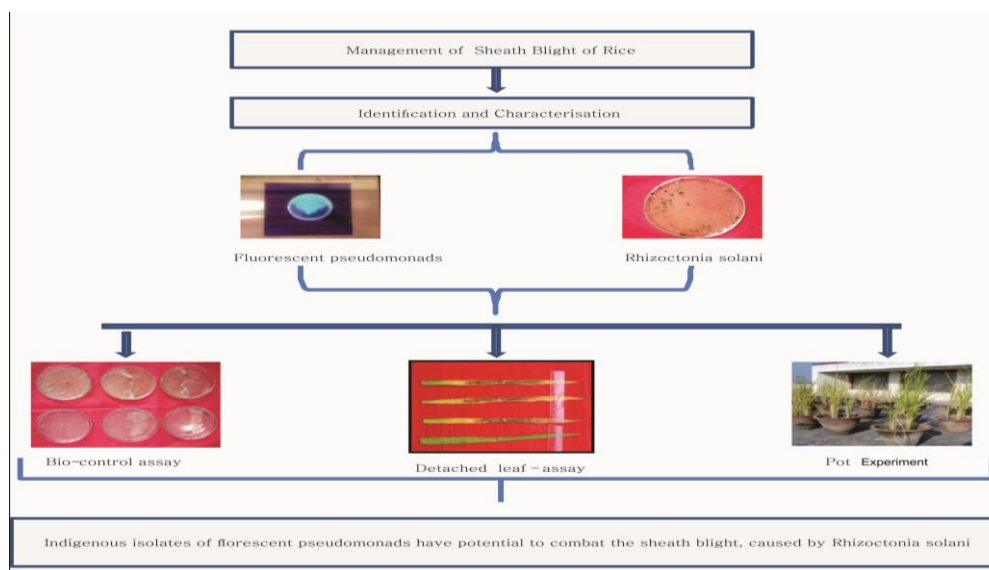 Management of Sheath Blight of Rice
Identification and Characterisation
Fluorescent pseudomonads
Rhizoctonia solani
Bio-control assay
Detached leaf-assay
Pot Experiment
Indigenous isolates of florescent pseudomonads have potential to combat the sheath blight, caused by Rhizoctonia solani